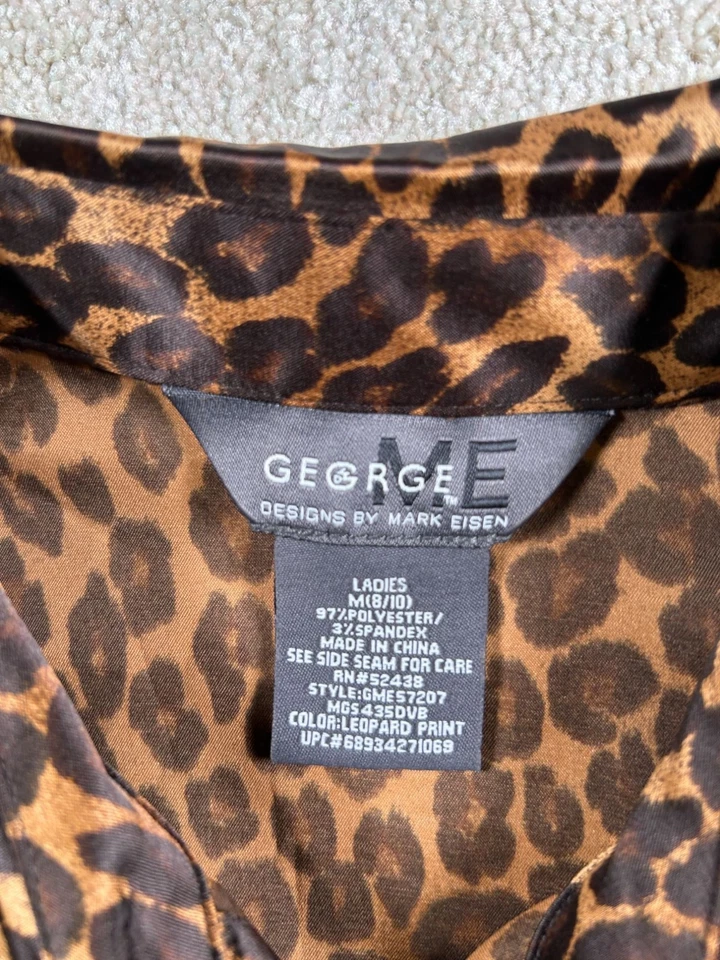 GEORGE ME™
DESIGNS BY MARK EISEN
LADIES
M(8/10)
97%POLYESTER/
3%SPANDEX
MADE IN CHINA
SEE SIDE SEAM FOR CARE
RN#52438
STYLE:GMES7207
MGS435DVB
COLOR:LEOPARD PRINT
UPC#68934271069